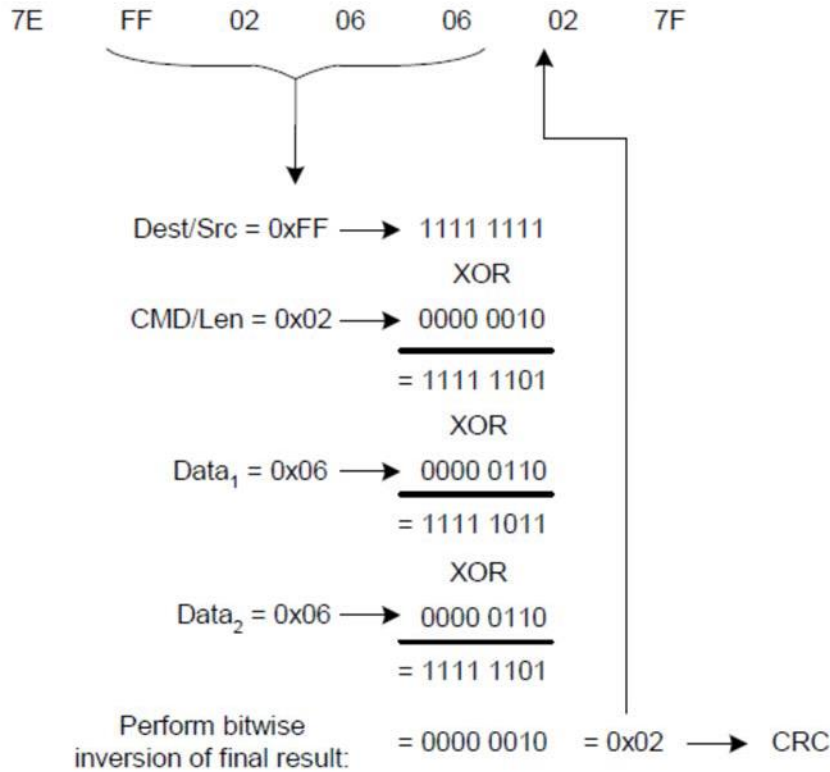 7E FF 02 06 06 02 7F
Dest/Src = 0xFF 1111 1111
XOR
CMD/Len = 0x02 0000 0010
= 1111 1101
XOR
Data₁ = 0x06 0000 0110
= 1111 1011
XOR
Data₂ = 0x06 0000 0110
= 1111 1101
Perform bitwise
inversion of final result: = 0000 0010 = 0x02 CRC